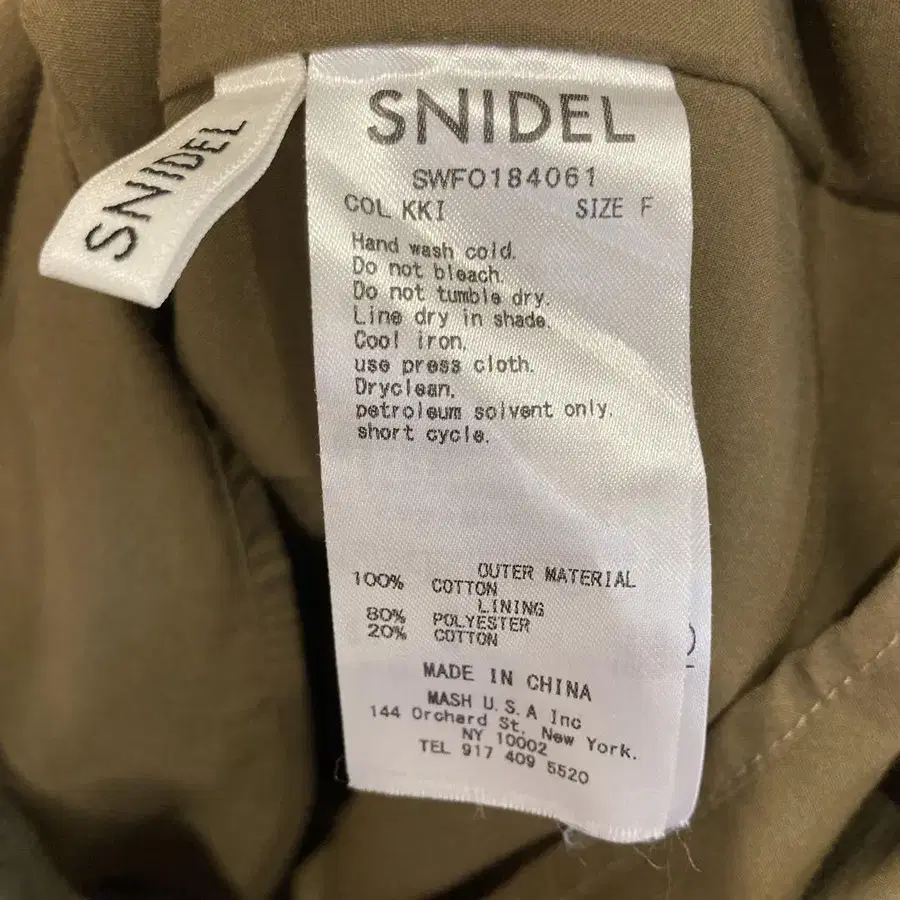 SNIDEL
SNIDEL
SWFO184061
COL KKI SIZE F
Hand wash cold.
Do not bleach.
Do not tumble dry.
Line dry in shade.
Cool iron.
use press cloth.
Dryclean.
petroleum solvent only.
short cycle.
OUTER MATERIAL
100% COTTON
LINING
80% POLYESTER
20% COTTON
MADE IN CHINA
MASH U.S.A Inc
144 Orchard St. New York.
NY 10002
TEL 917 409 5520